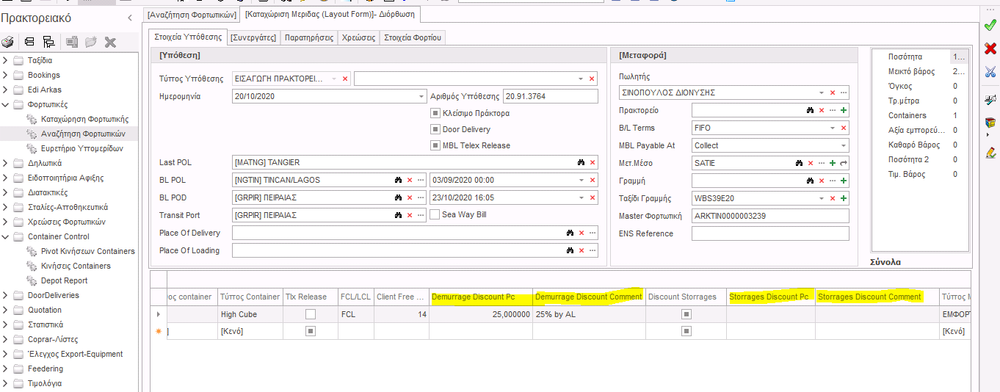 Πρακτορειακό
[Αναζήτηση Φορτωτικών]
[Καταχώριση Μεριδας (Layout Form)]- Διόρθωση
Ταξίδια
Bookings
Edi Arkas
Φορτωτικές
Καταχώρηση Φορτωτικής
Αναζήτηση Φορτωτικών
Ευρετήριο Υπομερίδων
Δηλωτικά
Ειδοποιητήρια Αφιξης
Διατακτικές
Σταλίες-Αποθηκευτικά
Χρεώσεις Φορτωτικών
Container Control
Pivot Κινήσεων Containers
Κινήσεις Containers
Depot Report
DoorDeliveries
Quotation
Στατιστικά
Coprar-Λίστες
Έλεγχος Export-Equipment
Feedering
Τιμολόγια
Στοιχεία Υπόθεσης
[Συνεργάτες]
Παρατηρήσεις
Χρεώσεις
Στοιχεία Φορτίου
[Υπόθεση]
Τύπος Υπόθεσης ΕΙΣΑΓΩΓΗ ΠΡΑΚΤΟΡΕΙ...
Ημερομηνία 20/10/2020 Αριθμός Υπόθεσης 20.91.3764
Κλείσιμο Πράκτορα
Door Delivery
MBL Telex Release
Last POL [MATNG] TANGIER
BL POL [NGTIN] TINCAN/LAGOS 03/09/2020 00:00
BL POD [GRPIR] ΠΕΙΡΑΙΑΣ 23/10/2020 16:05
Transit Port [GRPIR] ΠΕΙΡΑΙΑΣ Sea Way Bill
Place Of Delivery
Place Of Loading
[Μεταφορά]
Πωλητής
ΣΙΝΟΠΟΥΛΟΣ ΔΙΟΝΥΣΗΣ
Πρακτορείο
B/L Terms FIFO
MBL Payable At Collect
Μετ.Μέσο SATIE
Γραμμή
Ταξίδι Γραμμής WBS39E20
Master Φορτωτική ARKTIN0000003239
ENS Reference
Ποσότητα 1...
Μεικτό βάρος 2...
Όγκος 0
Τρ.μέτρα 0
Containers 1
Αξία εμπορεύ... 0
Καθαρό Βάρος 0
Ποσότητα 2 0
Τιμ. Βάρος 0
Σύνολα
ος container Τύπος Container Tlx Release FCL/LCL Client Free ... Demurrage Discount Pc Demurrage Discount Comment Discount Storrages Storrages Discount Pc Storrages Discount Comment Τύπος Μ
High Cube FCL 14 25,000000 25% by AL ΕΜΦΟΡΤ
] [Κενό] [Κενό]